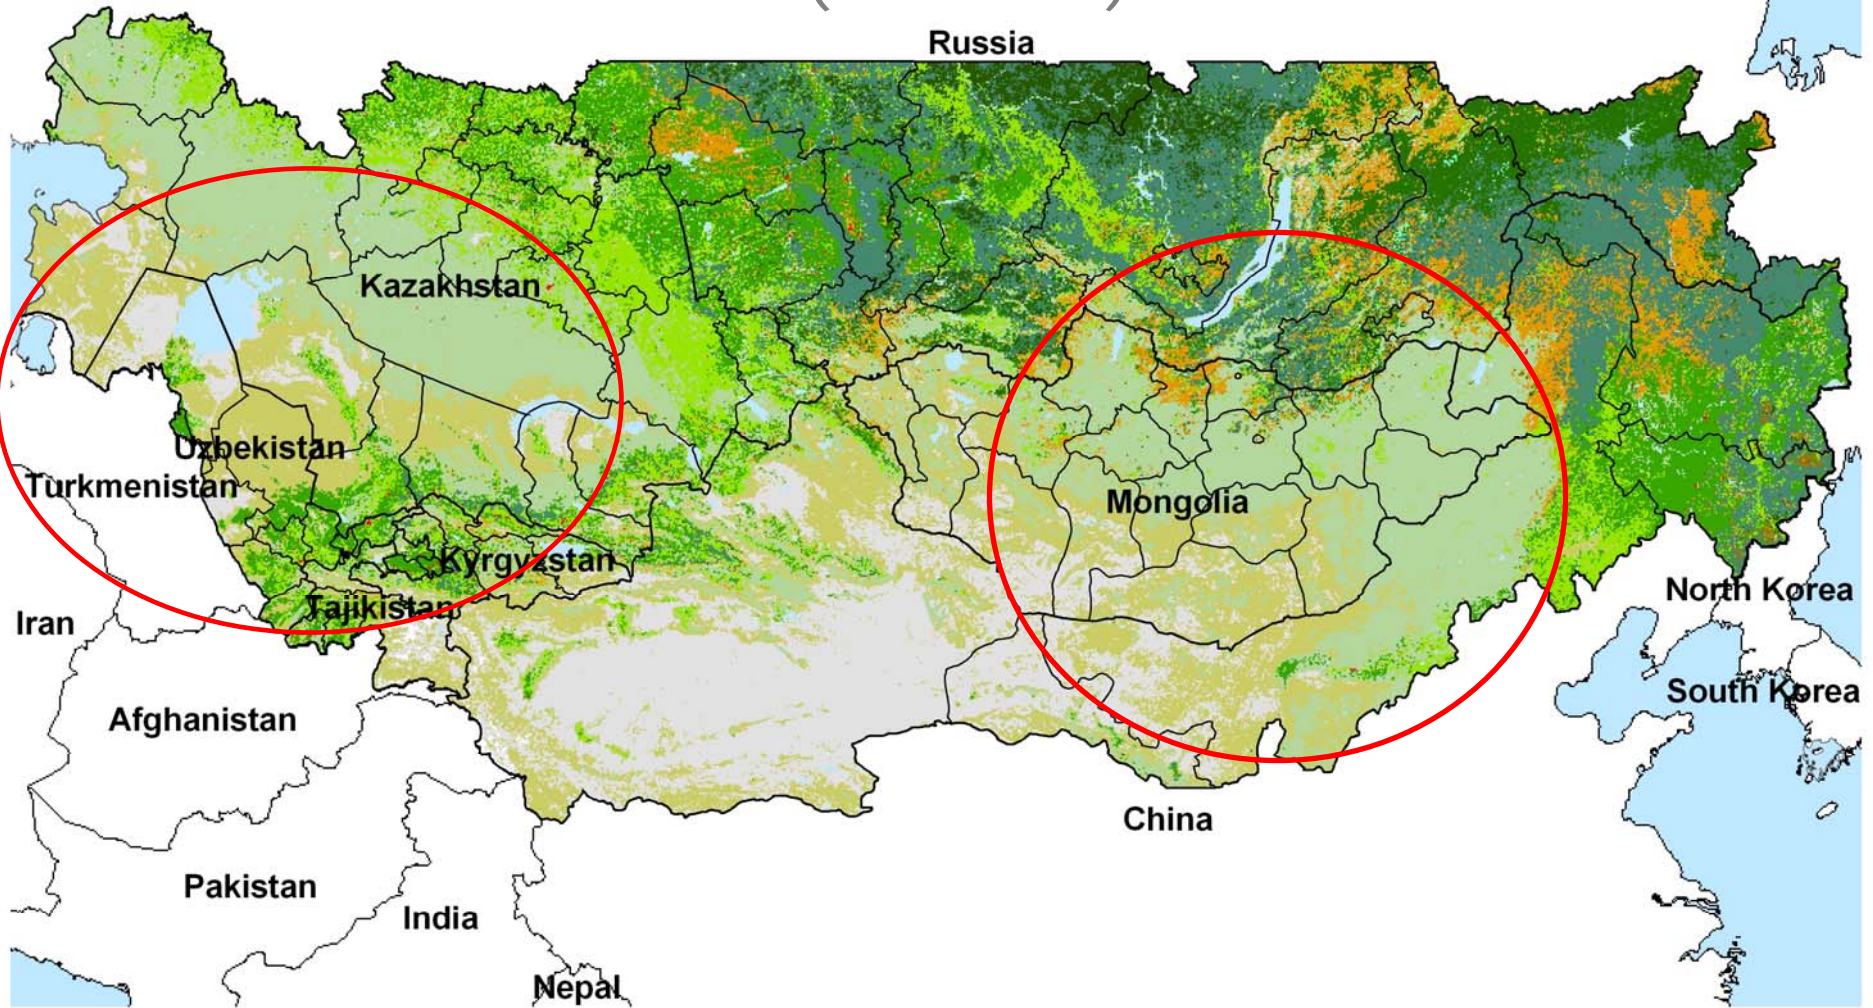 Russia
Kazakhstan
Uzbekistan
Turkmenistan
Mongolia
Kyrgyzstan
North Korea
Tajikistan
Iran
South Korea
Afghanistan
China
Pakistan
India
Nepal